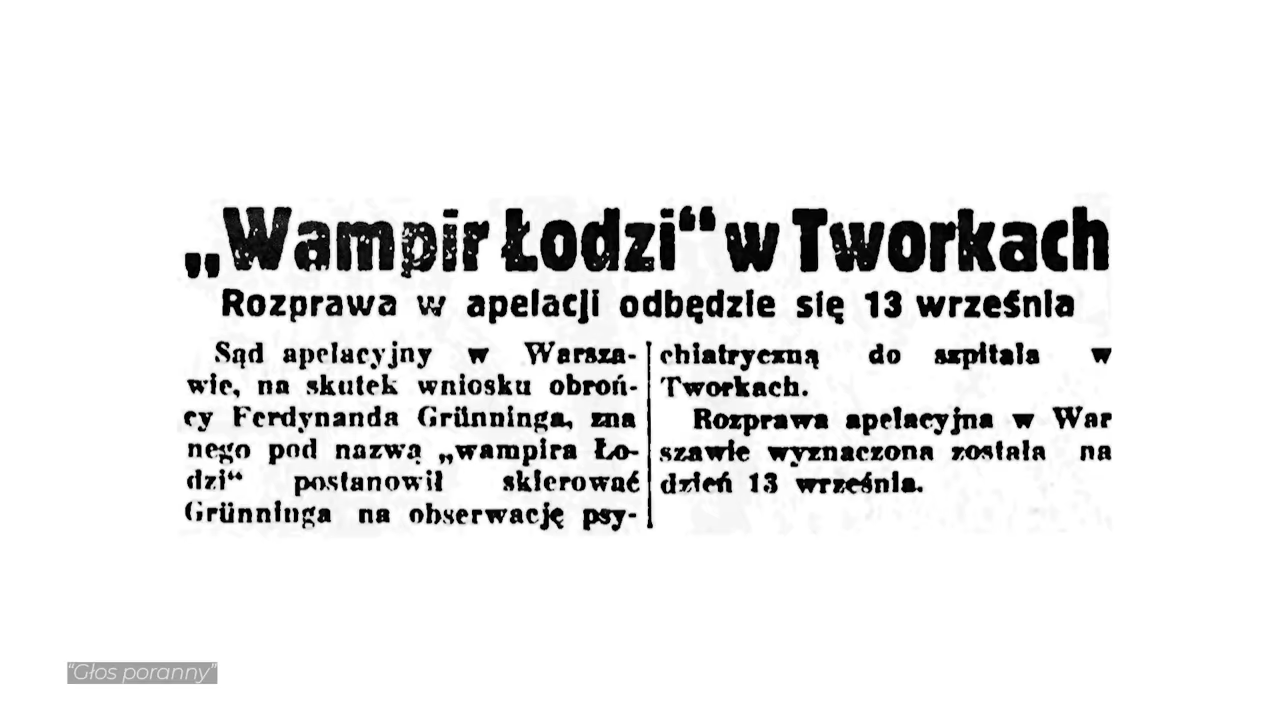 „Wampir Łodzi“ w Tworkach
Rozprawa w apelacji odbędzie się 13 września
Sąd apelacyjny w Warsza-
wie, na skutek wniosku obroń-
cy Ferdynanda Grünninga, zna
nego pod nazwą „wampira Ło-
dzi“ postanowił skierować
Grünninga na obserwację psy-
chiatryczną do szpitala w
Tworkach.
Rozprawa apelacyjna w War
szawie wyznaczona została na
dzień 13 września.
“Głos poranny”